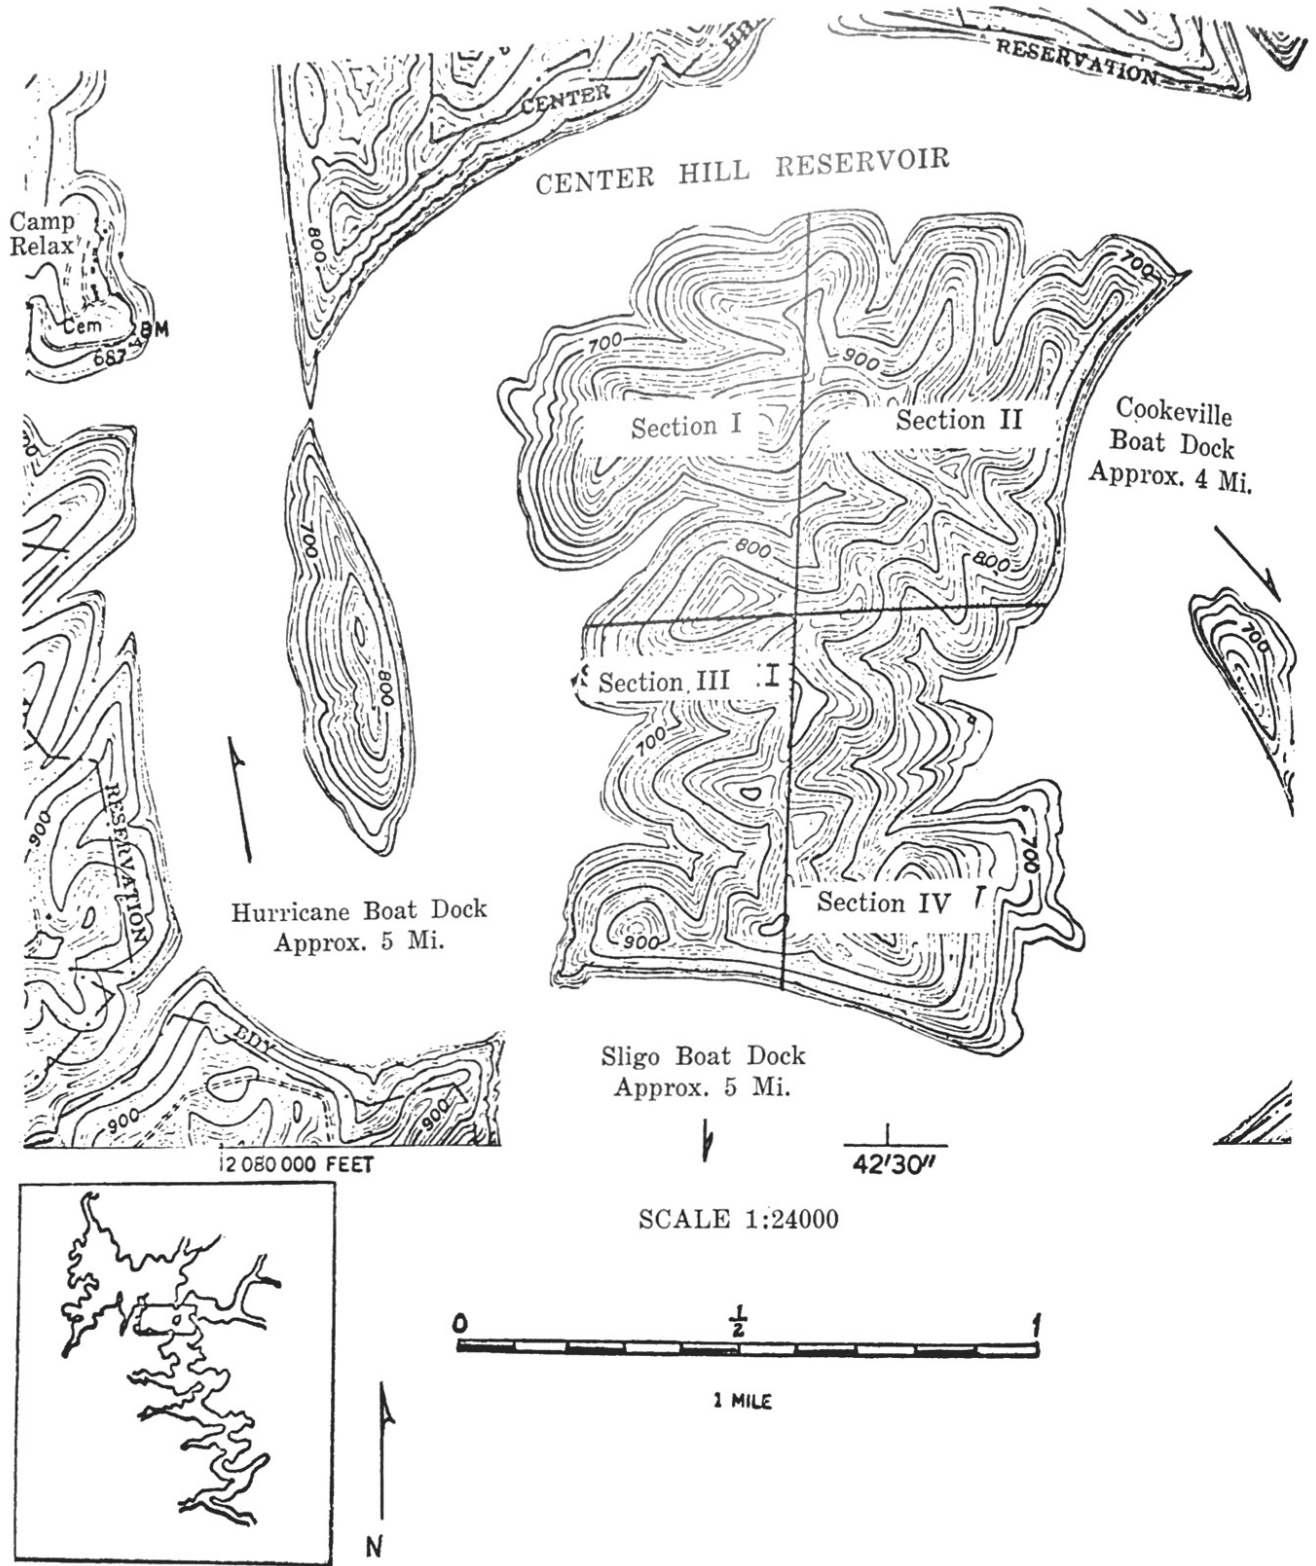 CENTER
RESERVATION
CENTER HILL RESERVOIR
Camp
Relax
800
700
Cem
BM
687
700
900
Section I
Section II
Cookeville
Boat Dock
Approx. 4 Mi.
700
800
800
700
800
Section III
I
700
900
RESERVATION
700
Section IV
900
Hurricane Boat Dock
Approx. 5 Mi.
BDY
900
900
Sligo Boat Dock
Approx. 5 Mi.
2 080 000 FEET
42'30"
SCALE 1:24000
0
1/2
1
1 MILE
N